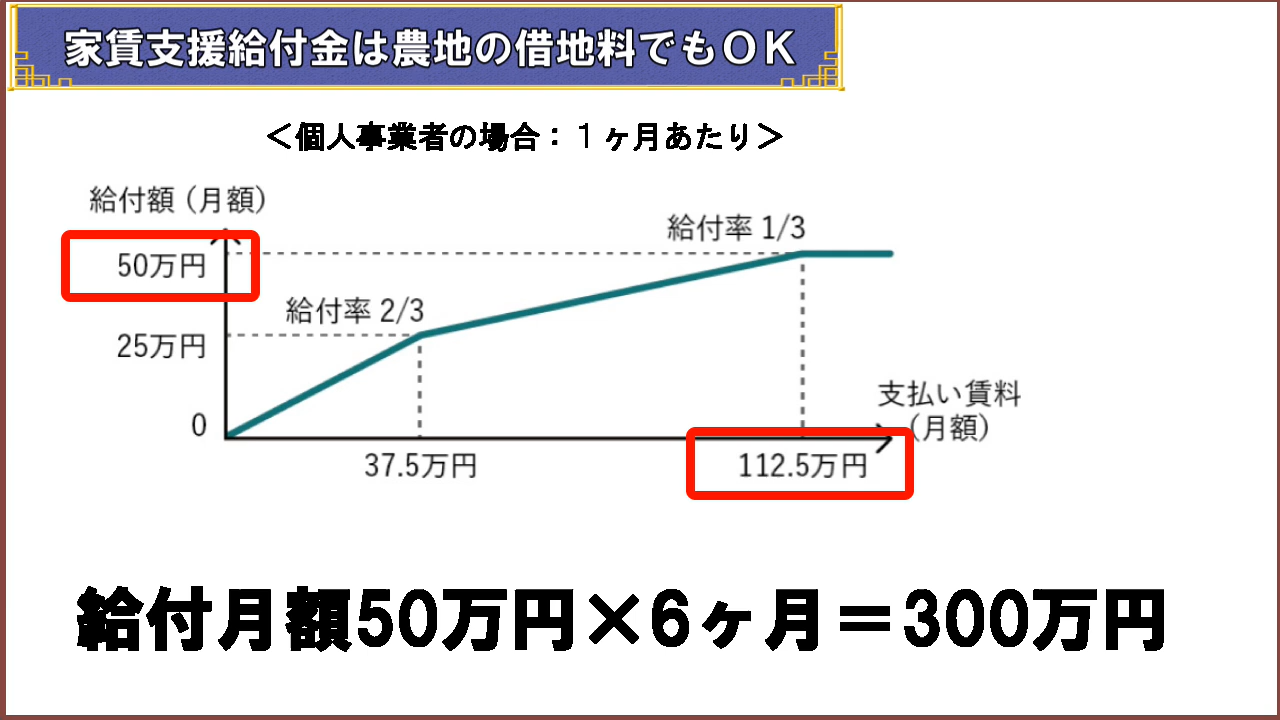 家賃支援給付金は農地の借地料でもＯＫ
＜個人事業者の場合：１ヶ月あたり＞
給付額（月額）
給付率 1/3
50万円
給付率 2/3
25万円
支払い賃料
（月額）
0
37.5万円
112.5万円
給付月額50万円×6ヶ月＝300万円